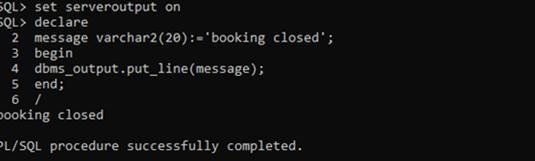 SQL> set serveroutput on
SQL> declare
2 message varchar2(20):='booking closed';
3 begin
4 dbms_output.put_line(message);
5 end;
6 /
booking closed
PL/SQL procedure successfully completed.